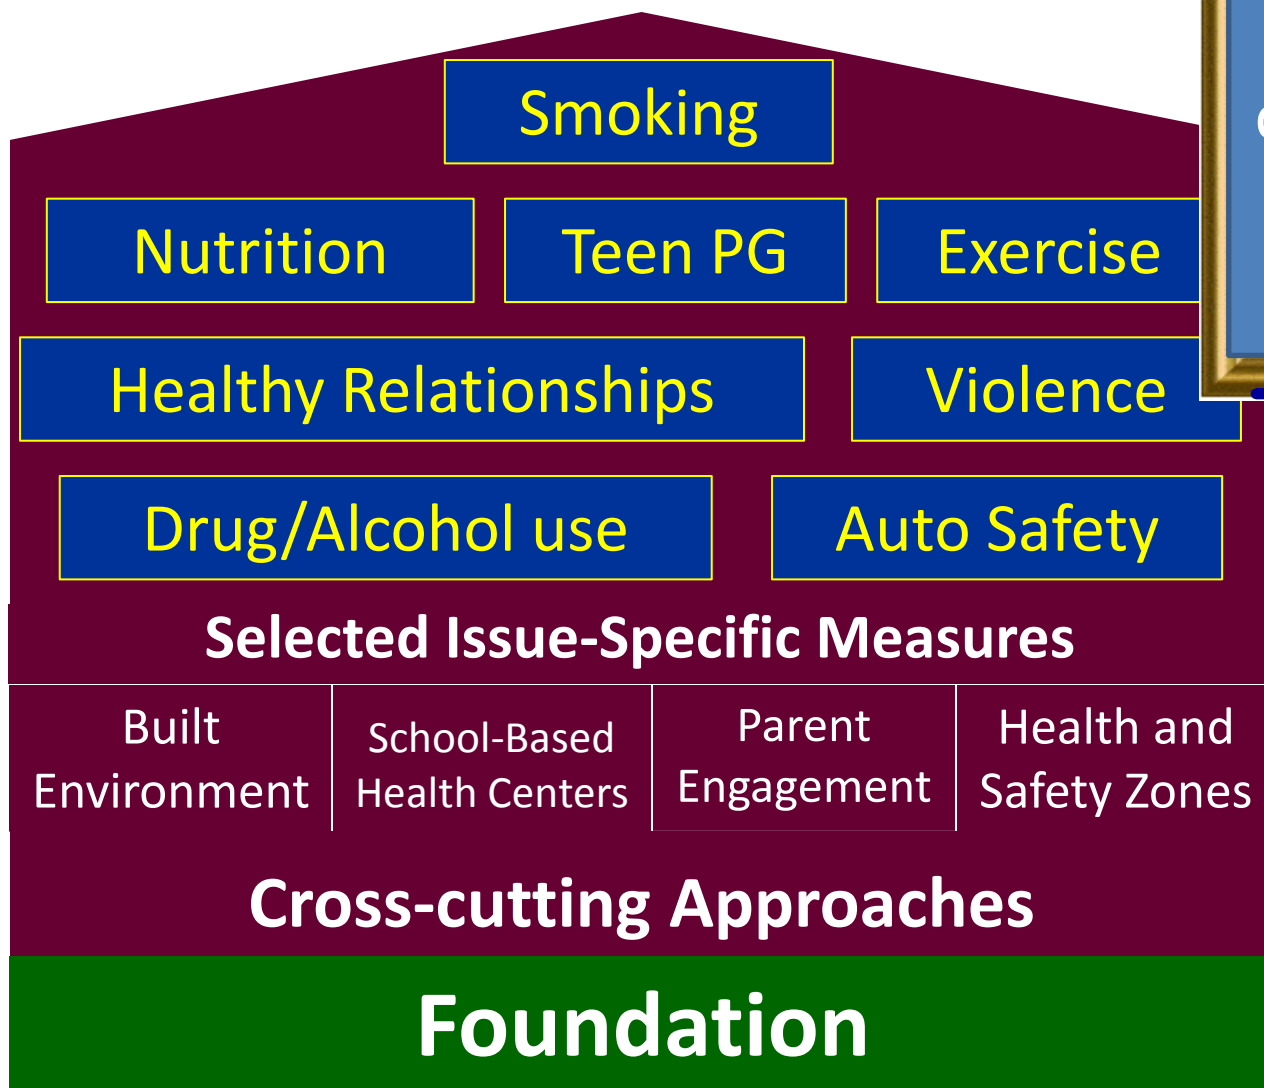 Smoking
Nutrition
Teen PG
Exercise
Healthy Relationships
Violence
Drug/Alcohol use
Auto Safety
Selected Issue-Specific Measures
Built
Environment
School-Based
Health Centers
Parent
Engagement
Health and
Safety Zones
Cross-cutting Approaches
Foundation